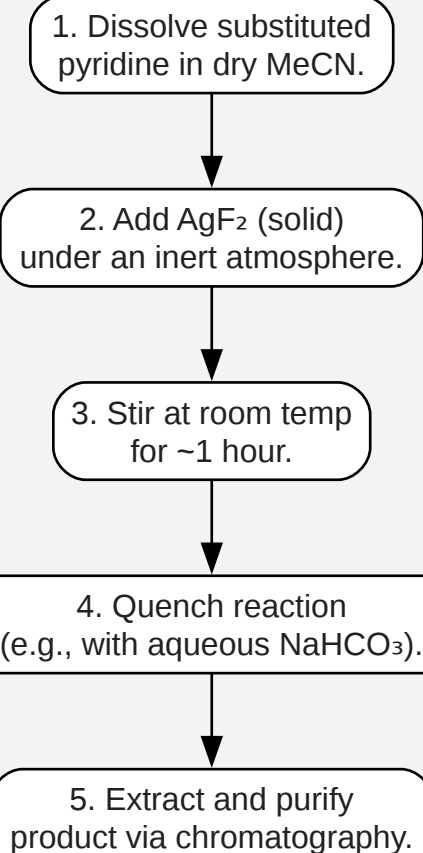 1. Dissolve substituted
pyridine in dry MeCN.
2. Add AgF₂ (solid)
under an inert atmosphere.
3. Stir at room temp
for ~1 hour.
4. Quench reaction
(e.g., with aqueous NaHCO₃).
5. Extract and purify
product via chromatography.